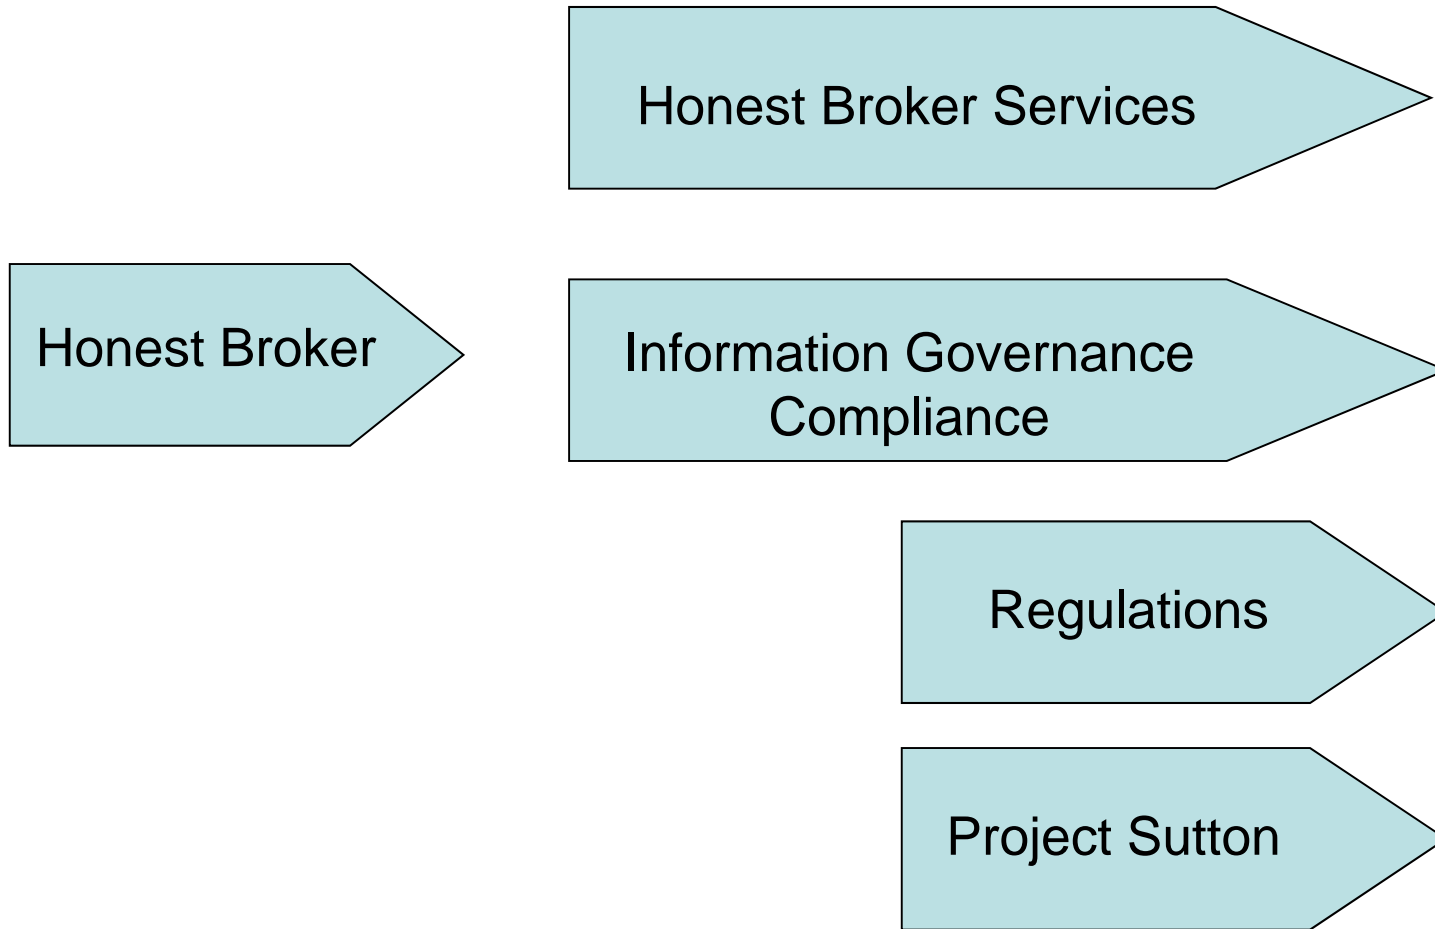 Honest Broker Services
Honest Broker
Information Governance
Compliance
Regulations
Project Sutton